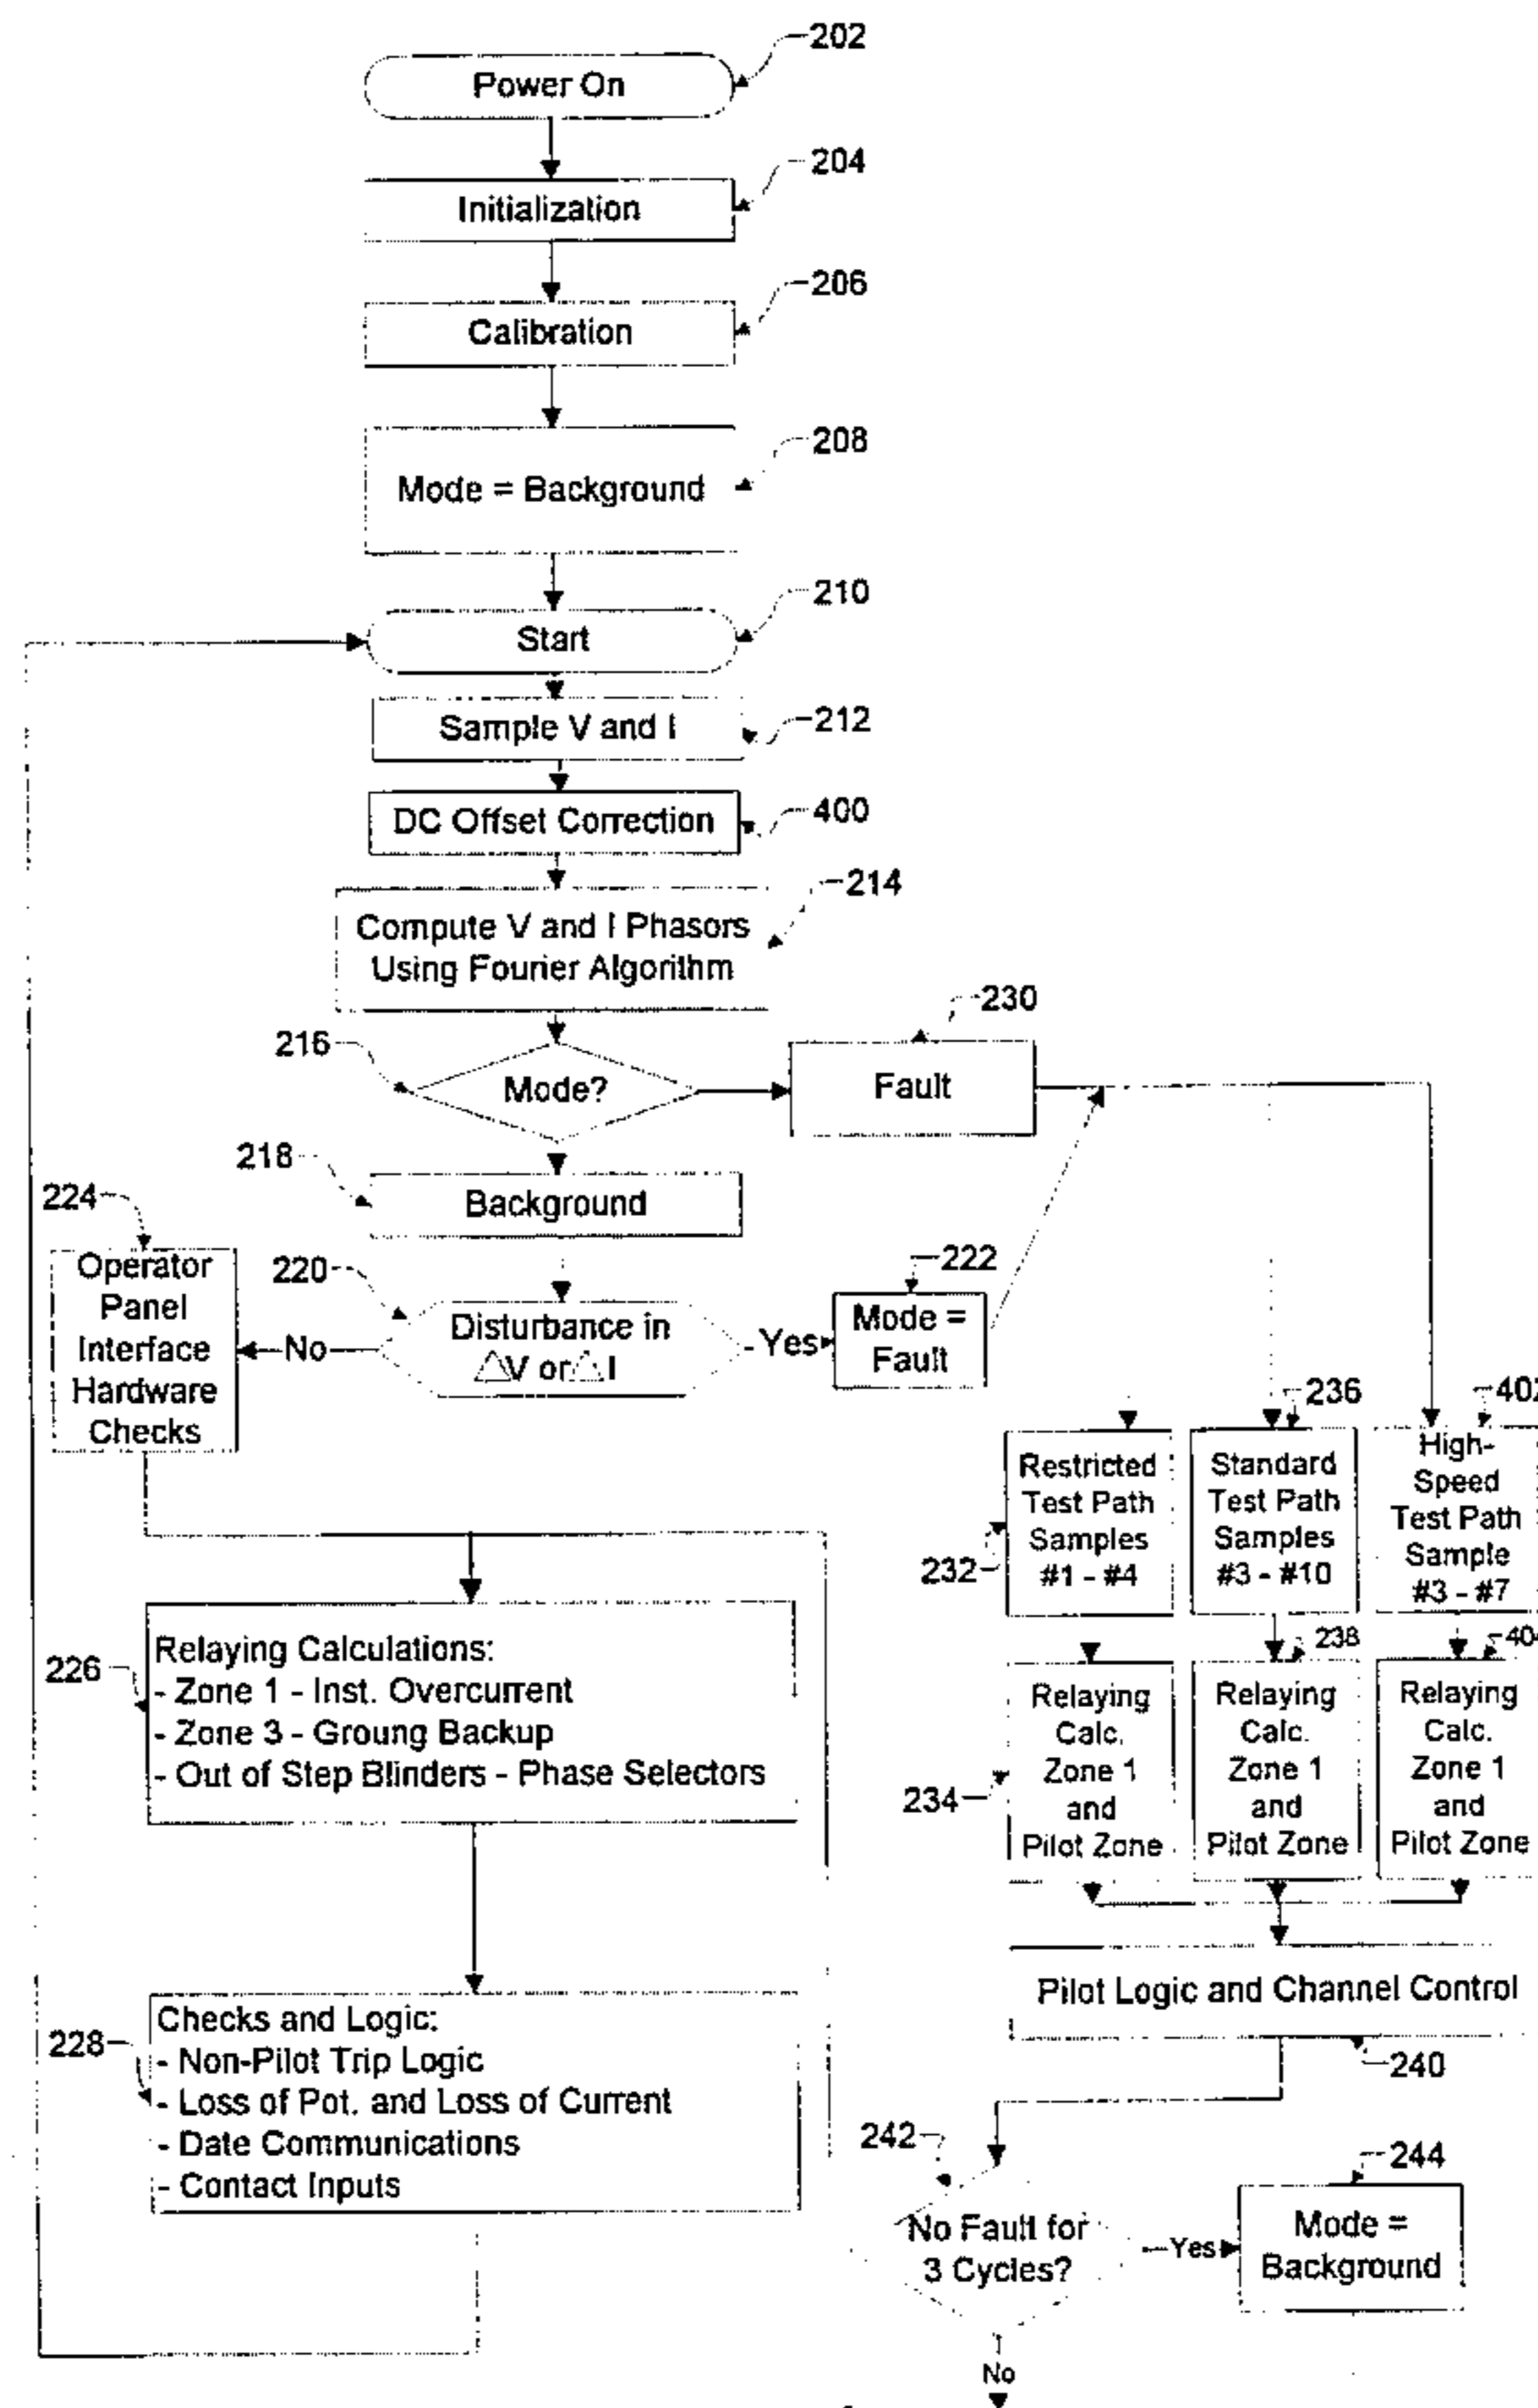 202
Power On
204
Initialization
206
Calibration
208
Mode = Background
210
Start
Sample V and I
212
DC Offset Correction
400
214
Compute V and I Phasors
Using Fourier Algorithm
230
216
Mode?
Fault
218
Background
224
Operator
Panel
Interface
Hardware
Checks
220
Disturbance in
△V or △I
No
Yes
222
Mode =
Fault
232
Restricted
Test Path
Samples
#1 - #4
236
Standard
Test Path
Samples
#3 - #10
402
High-
Speed
Test Path
Sample
#3 - #7
226
Relaying Calculations:
- Zone 1 - Inst. Overcurrent
- Zone 3 - Groung Backup
- Out of Step Blinders - Phase Selectors
234
Relaying
Calc.
Zone 1
and
Pilot Zone
238
Relaying
Calc.
Zone 1
and
Pilot Zone
404
Relaying
Calc.
Zone 1
and
Pilot Zone
Pilot Logic and Channel Control
240
228
Checks and Logic:
- Non-Pilot Trip Logic
- Loss of Pot. and Loss of Current
- Date Communications
- Contact Inputs
242
No Fault for
3 Cycles?
Yes
244
Mode =
Background
No